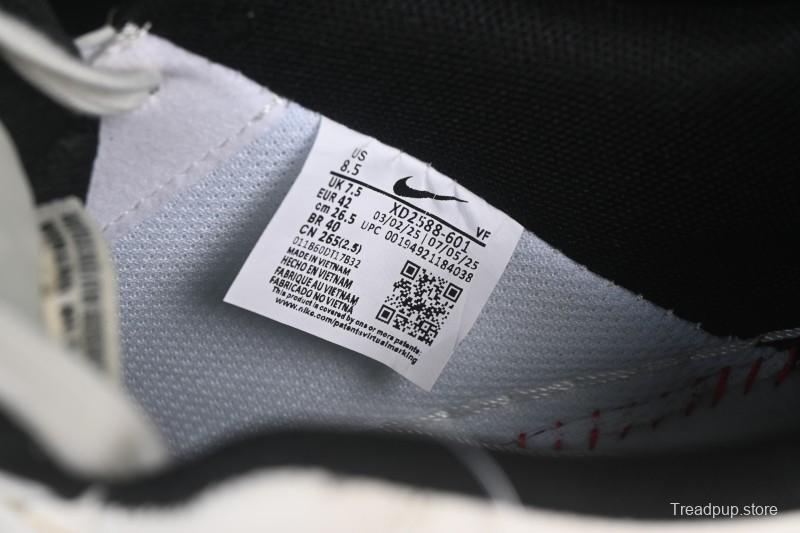 US
8.5
UK 7.5
EUR 42
cm 26.5
BR 40
CN 265(2.5)
XD2588-601 VF
03/02/25 | 07/05/25
UPC 00194921184038
011B60DT17B32
MADE IN VIETNAM
HECHO EN VIETNAM
FABRIQUE AU VIETNAM
FABRICADO NO VIETNA
This product is covered by one or more patents:
www.nike.com/patentsvirtualmarking
Treadpup.store